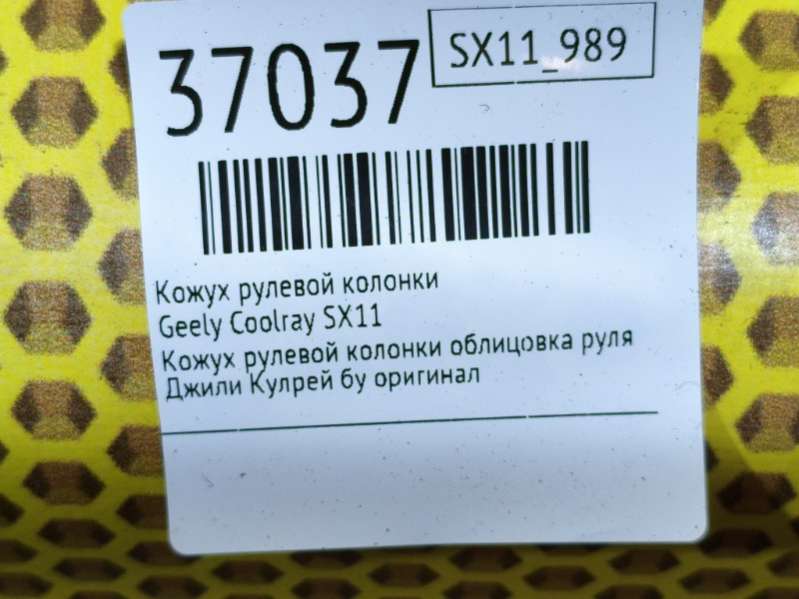 37037
SX11_989
Кожух рулевой колонки
Geely Coolray SX11
Кожух рулевой колонки облицовка руля
Джили Кулрей бу оригинал